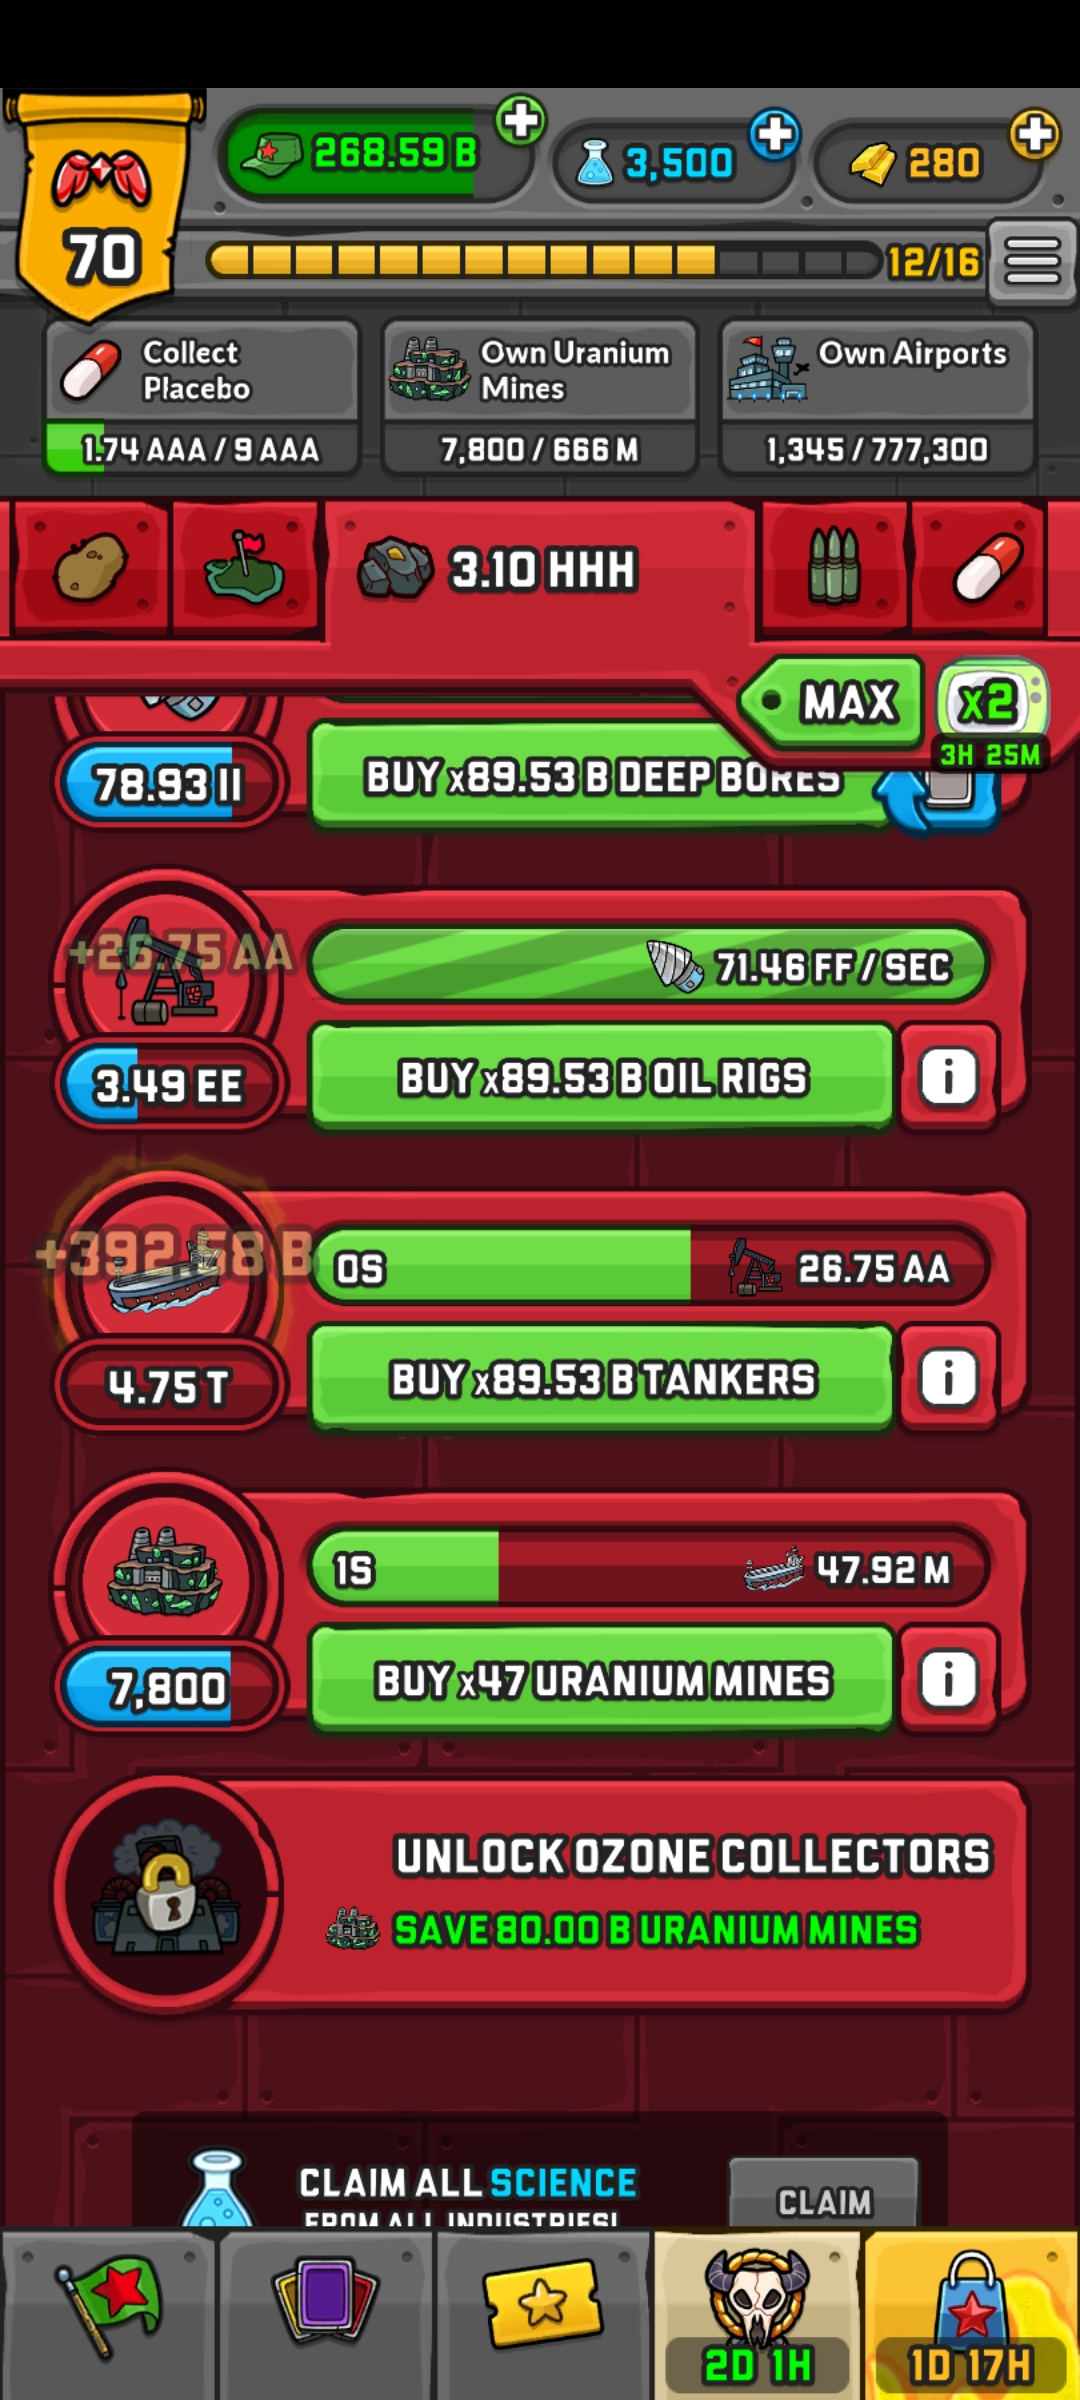 268.59 B
3,500
280
70
12/16
Collect
Placebo
1.74 AAA / 9 AAA
Own Uranium
Mines
7,800 / 666 M
Own Airports
1,345 / 777,300
3.10 HHH
MAX
x2
3H 25M
78.93 II
BUY x89.53 B DEEP BORES
+26.75 AA
71.46 FF / SEC
3.49 EE
BUY x89.53 B OIL RIGS
+392.58 B
0S
26.75 AA
4.75 T
BUY x89.53 B TANKERS
1S
47.92 M
7,800
BUY x47 URANIUM MINES
UNLOCK OZONE COLLECTORS
SAVE 80.00 B URANIUM MINES
CLAIM ALL SCIENCE
FROM ALL INDUSTRIES!
CLAIM
2D 1H
1D 17H